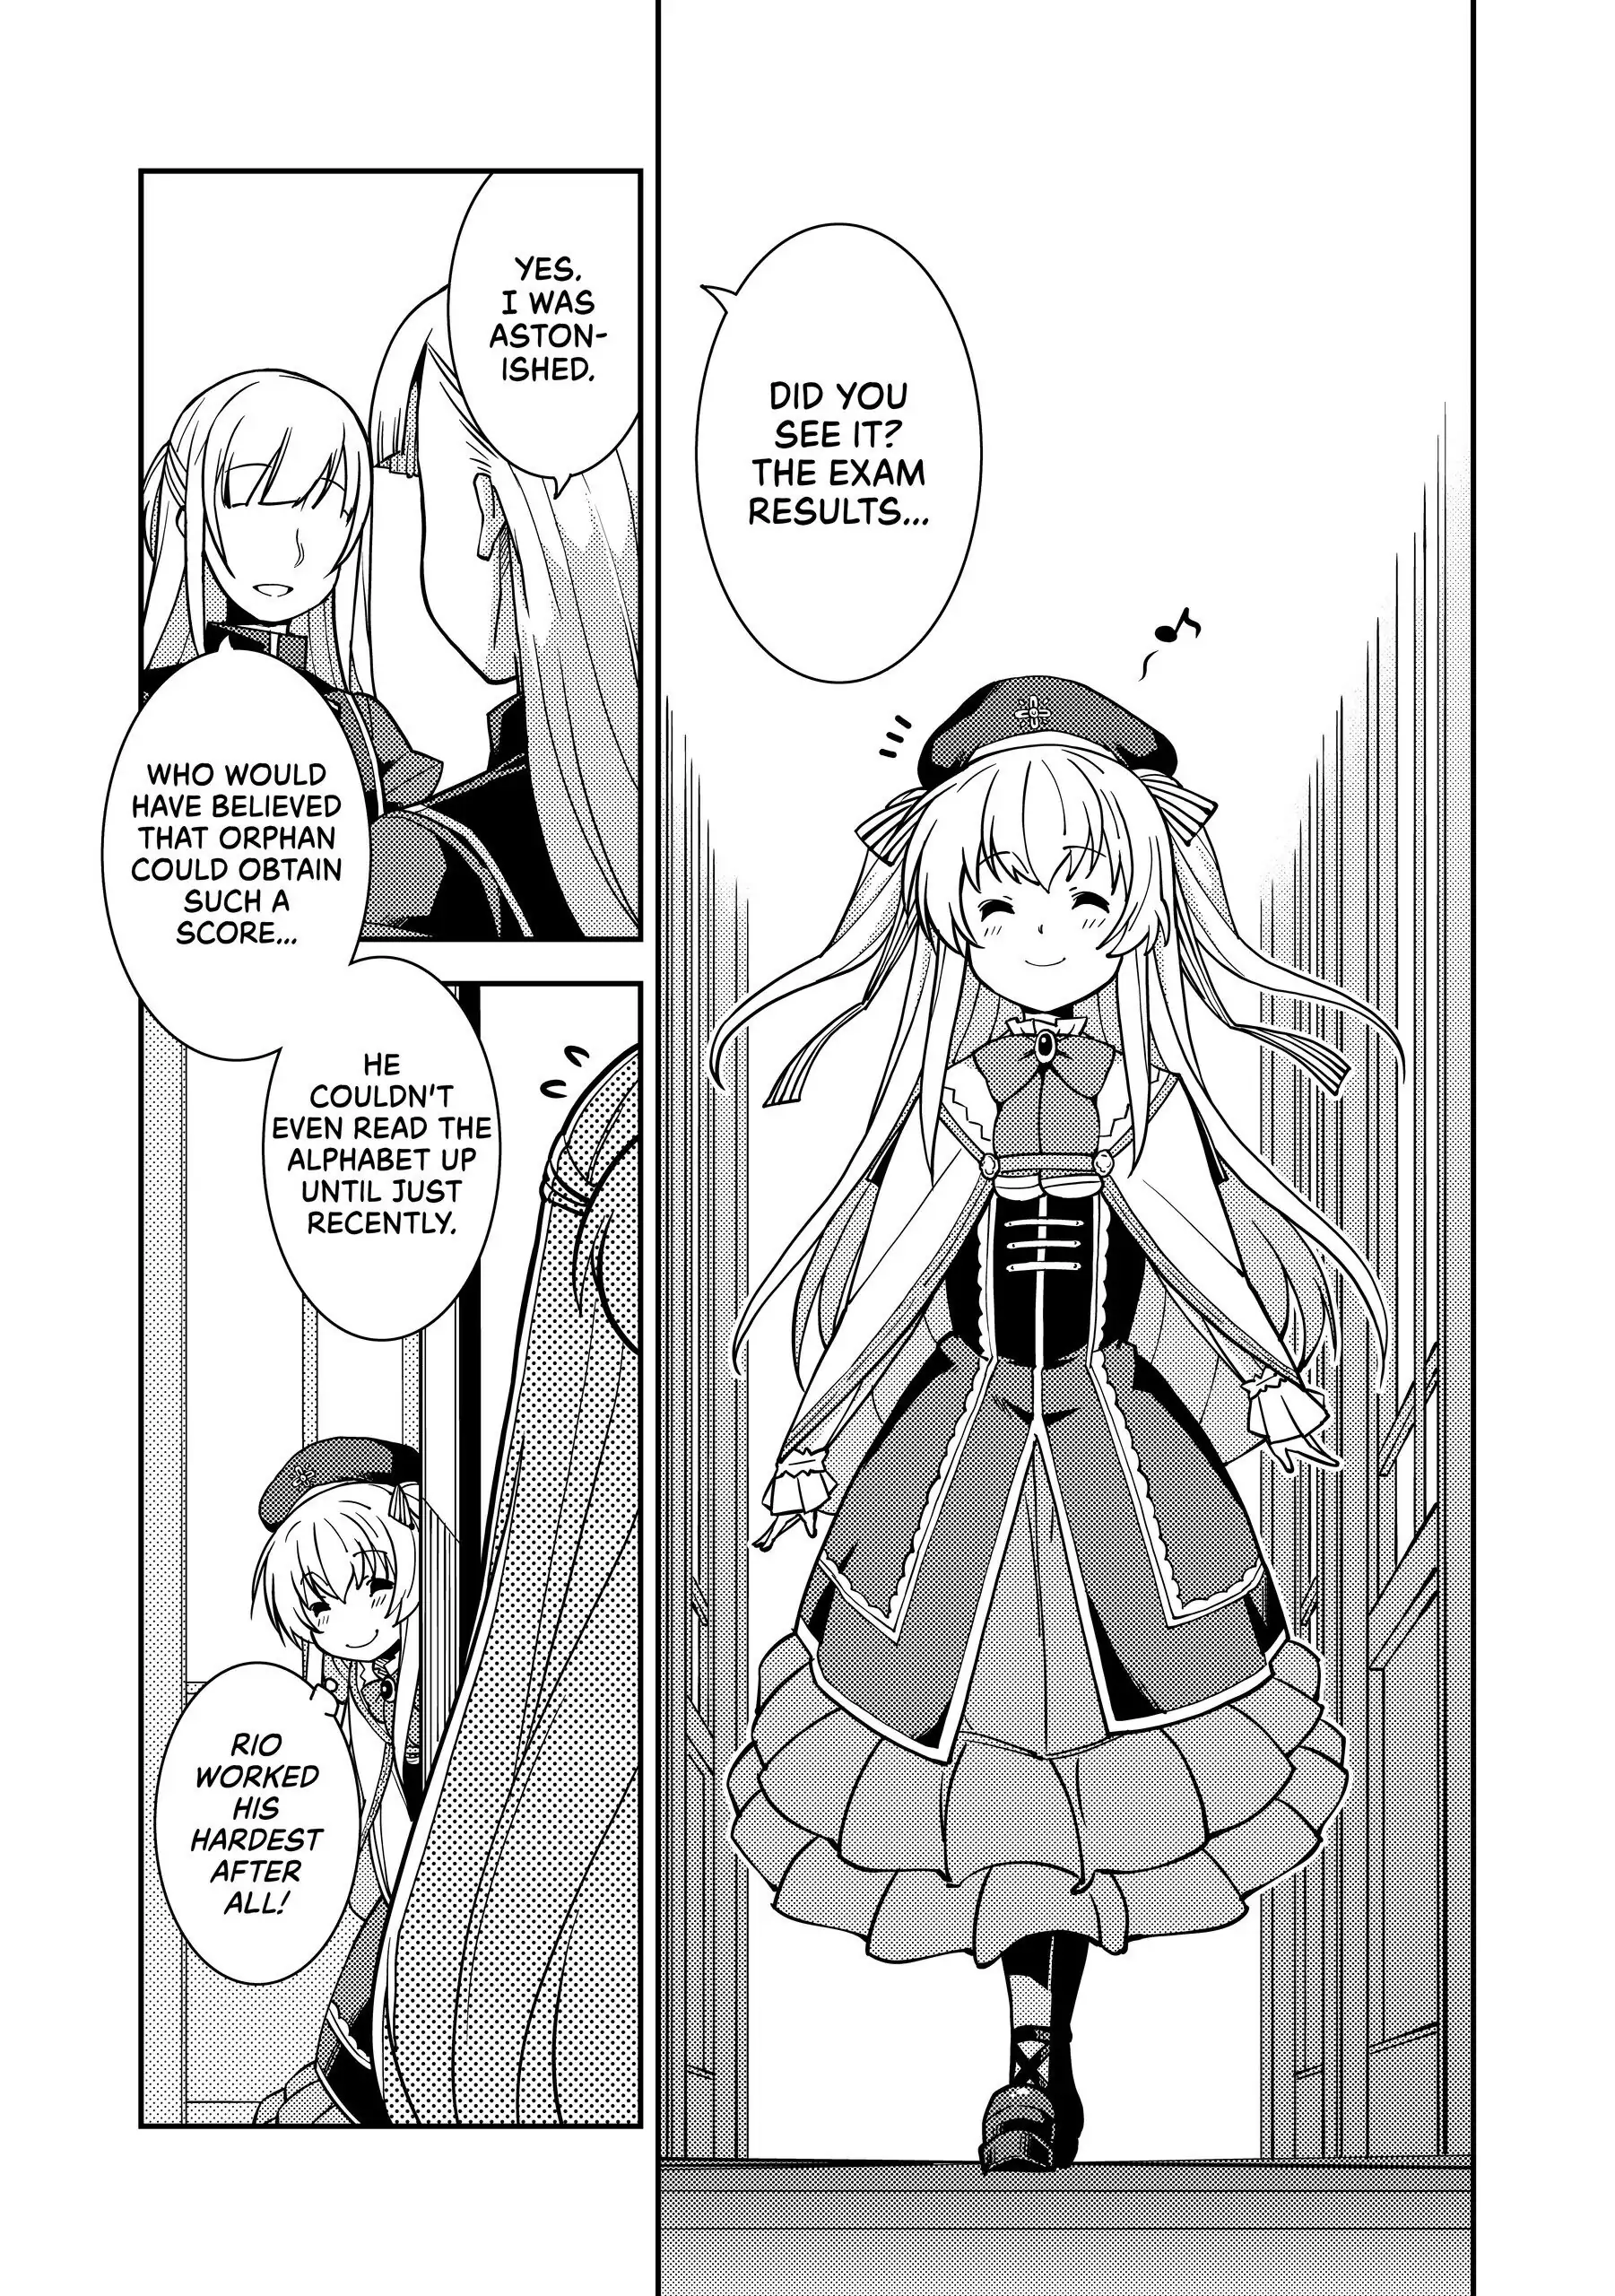 DID YOU
SEE IT?
THE EXAM
RESULTS...
YES.
I WAS
ASTON-
ISHED.
WHO WOULD
HAVE BELIEVED
THAT ORPHAN
COULD OBTAIN
SUCH A
SCORE...
HE
COULDN'T
EVEN READ THE
ALPHABET UP
UNTIL JUST
RECENTLY.
RIO
WORKED
HIS
HARDEST
AFTER
ALL!